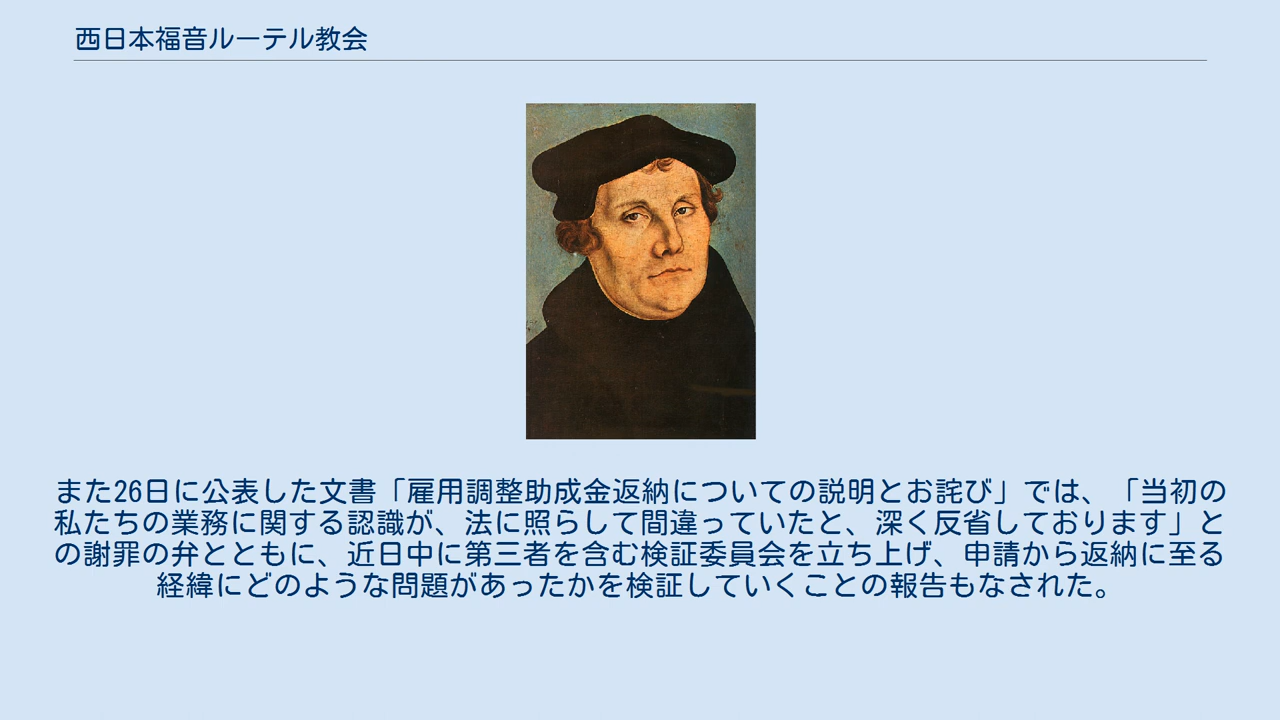 西日本福音ルーテル教会
また26日に公表した文書「雇用調整助成金返納についての説明とお詫び」では、「当初の
私たちの業務に関する認識が、法に照らして間違っていたと、深く反省しております」と
の謝罪の弁とともに、近日中に第三者を含む検証委員会を立ち上げ、申請から返納に至る
経緯にどのような問題があったかを検証していくことの報告もなされた。